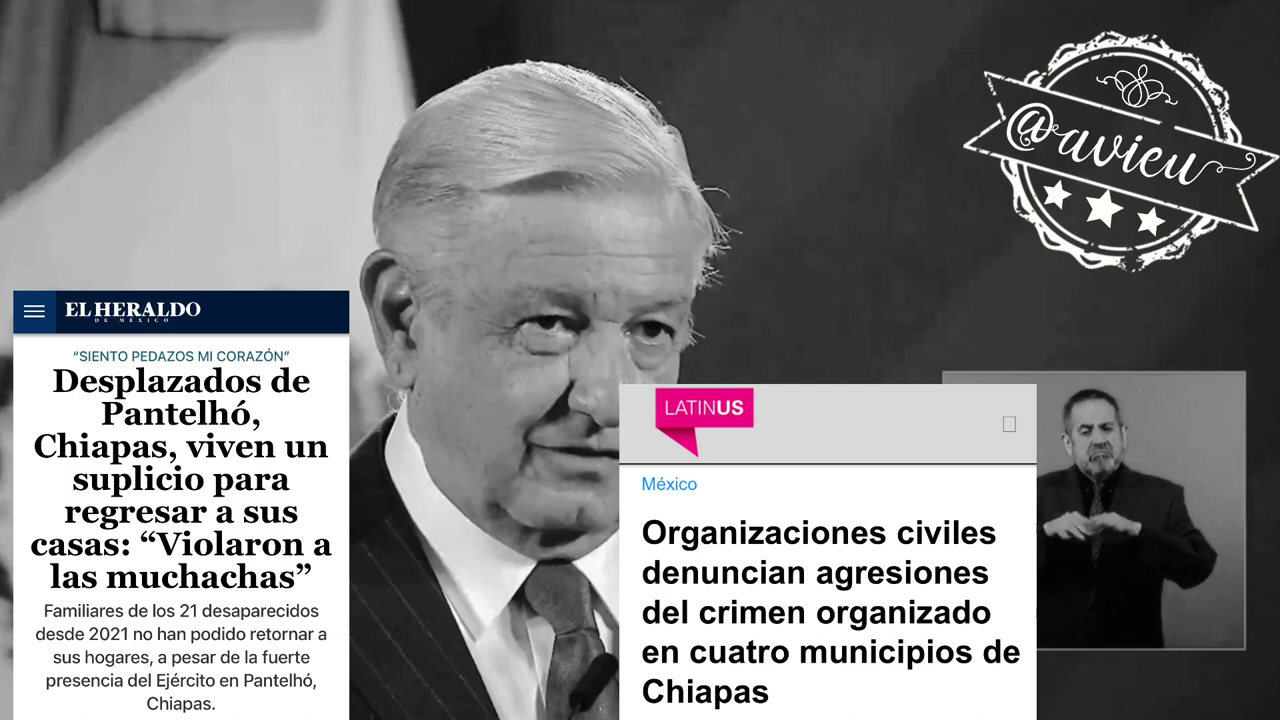 @avieu
EL HERALDO
DE MÉXICO
“SIENTO PEDAZOS MI CORAZÓN”
Desplazados de
Pantelhó,
Chiapas, viven un
suplicio para
regresar a sus
casas: “Violaron a
las muchachas”
Familiares de los 21 desaparecidos
desde 2021 no han podido retornar a
sus hogares, a pesar de la fuerte
presencia del Ejército en Pantelhó,
Chiapas.
LATINUS
México
Organizaciones civiles
denuncian agresiones
del crimen organizado
en cuatro municipios de
Chiapas